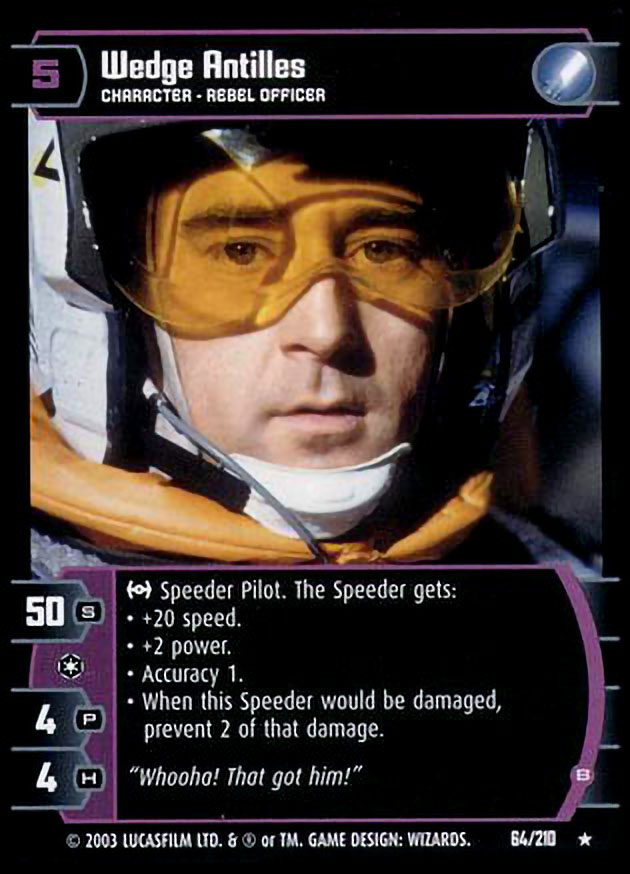 5
Wedge Antilles
CHARACTER - REBEL OFFICER
Speeder Pilot. The Speeder gets:
• +20 speed.
• +2 power.
• Accuracy 1.
• When this Speeder would be damaged,
prevent 2 of that damage.
50 S
4 P
4 H
“Whooha! That got him!”
B
© 2003 LUCASFILM LTD. & ® or TM. GAME DESIGN: WIZARDS.
64/210 ★